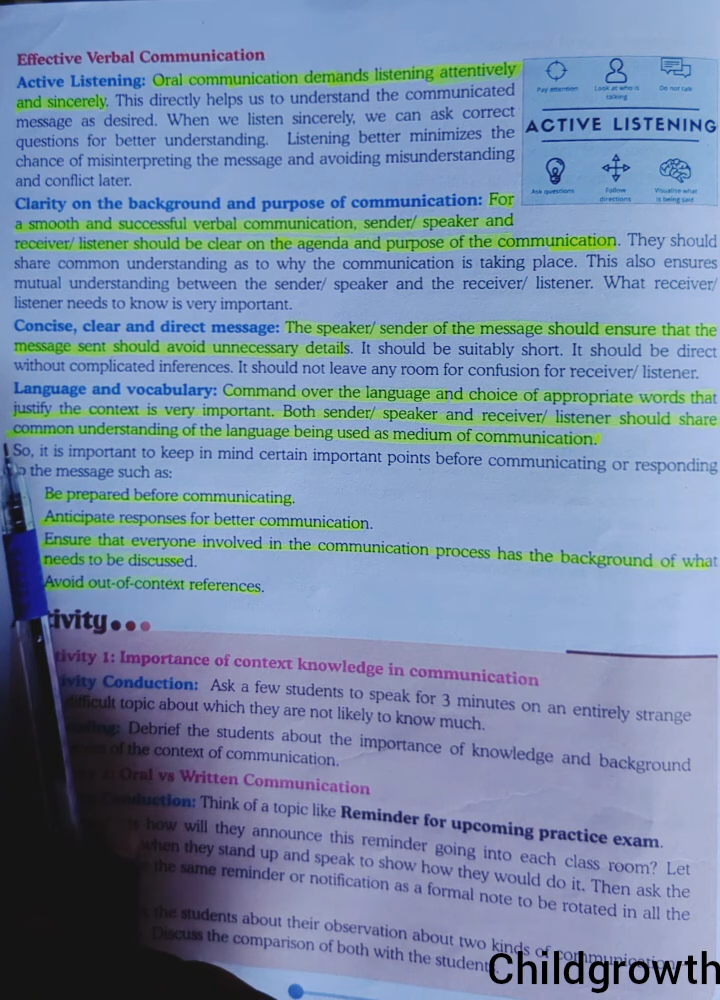 Effective Verbal Communication
Active Listening: Oral communication demands listening attentively
and sincerely. This directly helps us to understand the communicated
message as desired. When we listen sincerely, we can ask correct
questions for better understanding. Listening better minimizes the
chance of misinterpreting the message and avoiding misunderstanding
and conflict later.
Pay attention
Look at who is
talking
Do not talk
ACTIVE LISTENING
Ask questions
Follow
directions
Visualise what
is being said
Clarity on the background and purpose of communication: For
a smooth and successful verbal communication, sender/ speaker and
receiver/ listener should be clear on the agenda and purpose of the communication. They should
share common understanding as to why the communication is taking place. This also ensures
mutual understanding between the sender/ speaker and the receiver/ listener. What receiver/
listener needs to know is very important.
Concise, clear and direct message: The speaker/ sender of the message should ensure that the
message sent should avoid unnecessary details. It should be suitably short. It should be direct
without complicated inferences. It should not leave any room for confusion for receiver/ listener.
Language and vocabulary: Command over the language and choice of appropriate words that
justify the context is very important. Both sender/ speaker and receiver/ listener should share
common understanding of the language being used as medium of communication.
So, it is important to keep in mind certain important points before communicating or responding
the message such as:
Be prepared before communicating.
Anticipate responses for better communication.
Ensure that everyone involved in the communication process has the background of what
needs to be discussed.
Avoid out-of-context references.
ivity...
tivity 1: Importance of context knowledge in communication
ivity Conduction: Ask a few students to speak for 3 minutes on an entirely strange
difficult topic about which they are not likely to know much.
Debrief the students about the importance of knowledge and background
of the context of communication.
Oral vs Written Communication
Conduction: Think of a topic like Reminder for upcoming practice exam.
how will they announce this reminder going into each class room? Let
when they stand up and speak to show how they would do it. Then ask the
the same reminder or notification as a formal note to be rotated in all the
the students about their observation about two kinds of communication
Discuss the comparison of both with the students
Childgrowth